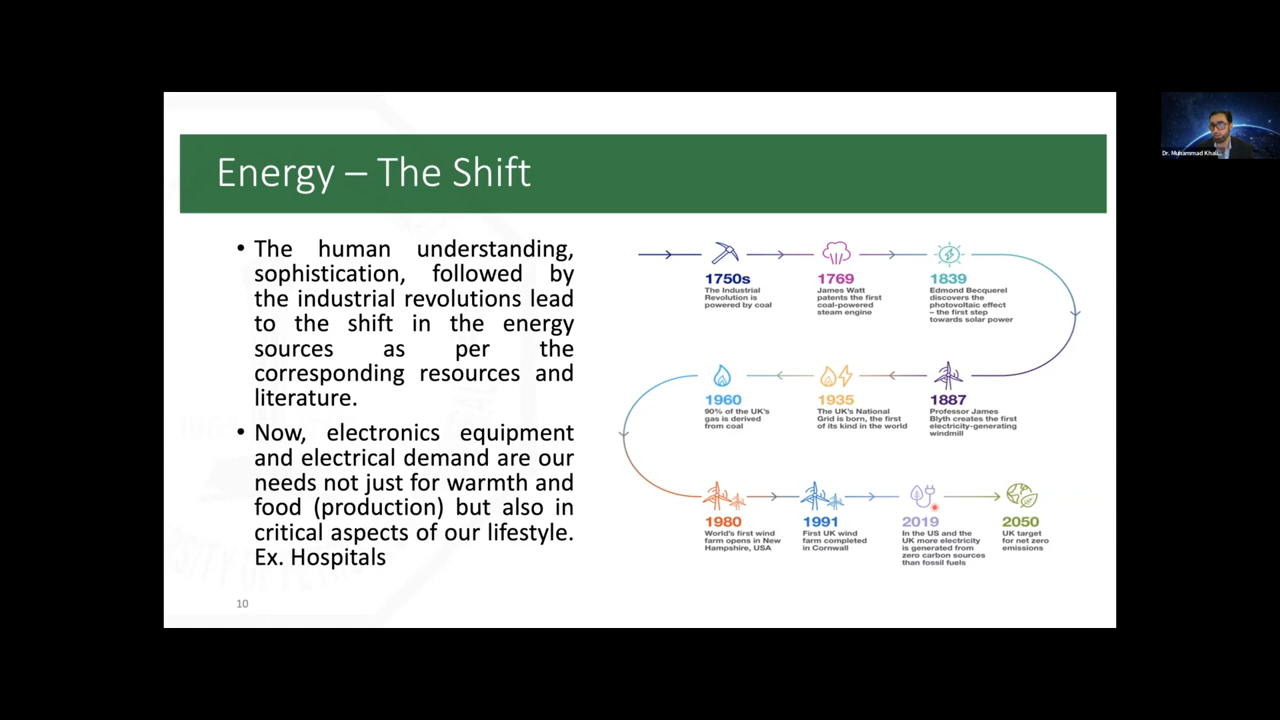 Energy – The Shift
• The human understanding,
sophistication, followed by
the industrial revolutions lead
to the shift in the energy
sources as per the
corresponding resources and
literature.
• Now, electronics equipment
and electrical demand are our
needs not just for warmth and
food (production) but also in
critical aspects of our lifestyle.
Ex. Hospitals
10
1750s
The Industrial
Revolution is
powered by coal
1769
James Watt
patents the first
coal-powered
steam engine
1839
Edmond Becquerel
discovers the
photovoltaic effect
– the first step
towards solar power
1887
Professor James
Blyth creates the first
electricity-generating
windmill
1935
The UK's National
Grid is born, the first
of its kind in the world
1960
90% of the UK's
gas is derived
from coal
1980
World's first wind
farm opens in New
Hampshire, USA
1991
First UK wind
farm completed
in Cornwall
2019
In the US and the
UK more electricity
is generated from
zero carbon sources
than fossil fuels
2050
UK target
for net zero
emissions
Dr. Muhammad